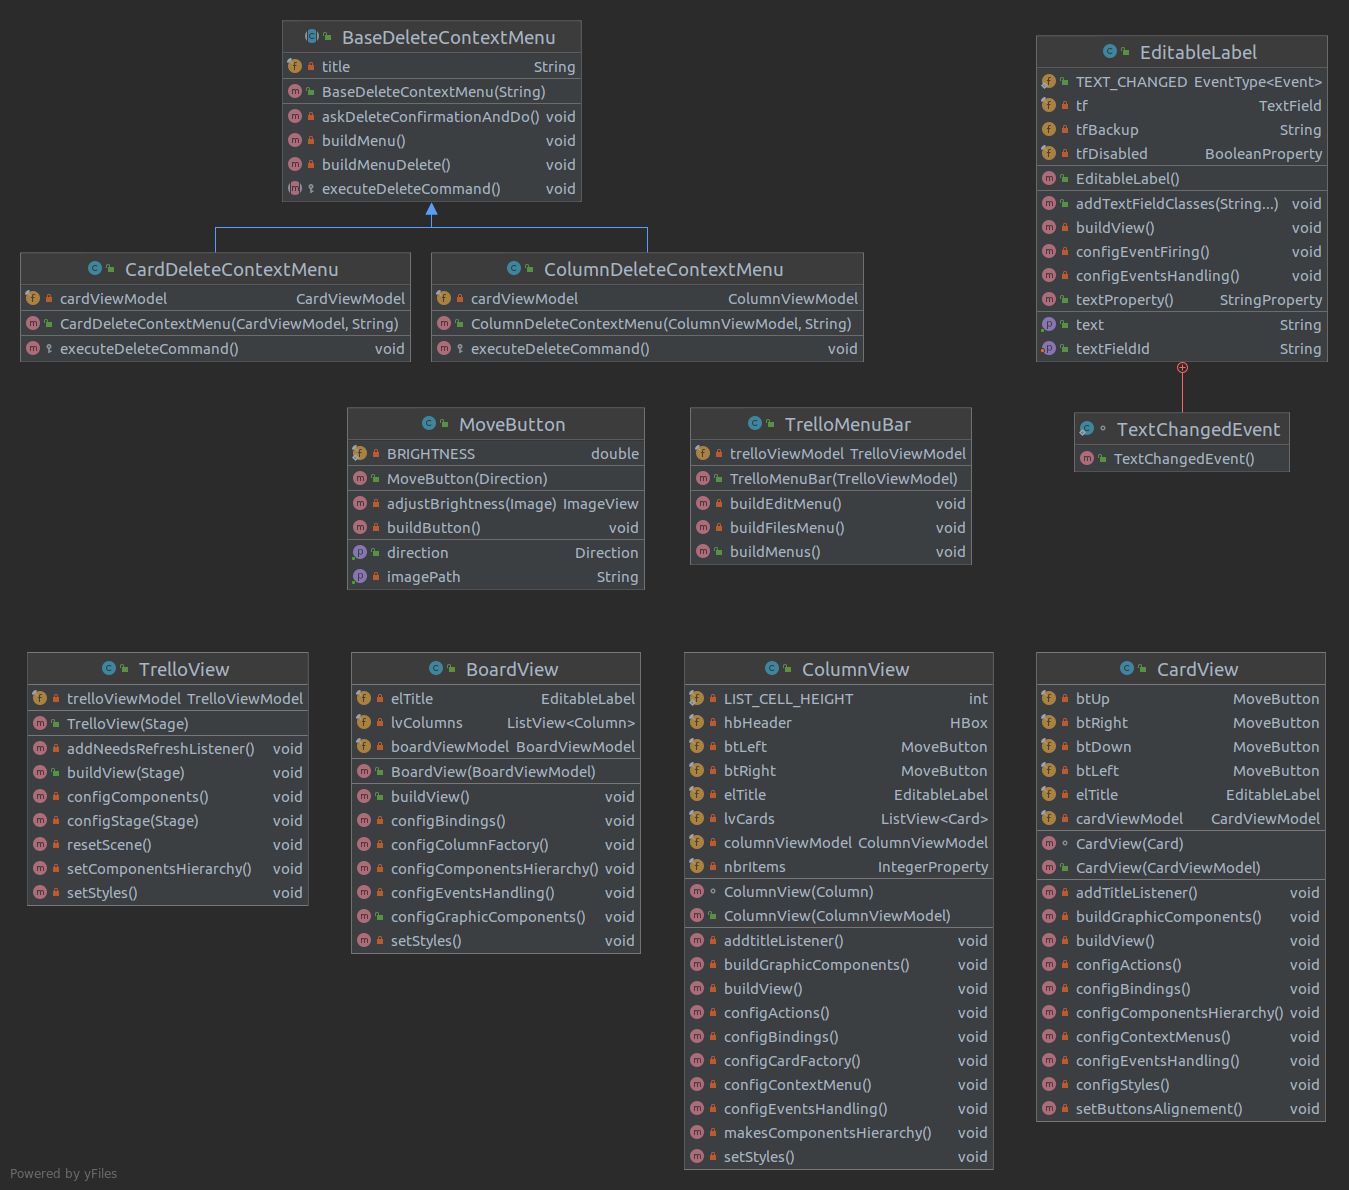 BaseDeleteContextMenu
title String
BaseDeleteContextMenu(String)
askDeleteConfirmationAndDo() void
buildMenu() void
buildMenuDelete() void
executeDeleteCommand() void
EditableLabel
TEXT_CHANGED EventType<Event>
tf TextField
tfBackup String
tfDisabled BooleanProperty
EditableLabel()
addTextFieldClasses(String...) void
buildView() void
configEventFiring() void
configEventsHandling() void
textProperty() StringProperty
text String
textFieldId String
CardDeleteContextMenu
cardViewModel CardViewModel
CardDeleteContextMenu(CardViewModel, String)
executeDeleteCommand() void
ColumnDeleteContextMenu
cardViewModel ColumnViewModel
ColumnDeleteContextMenu(ColumnViewModel, String)
executeDeleteCommand() void
MoveButton
BRIGHTNESS double
MoveButton(Direction)
adjustBrightness(Image) ImageView
buildButton() void
direction Direction
imagePath String
TrelloMenuBar
trelloViewModel TrelloViewModel
TrelloMenuBar(TrelloViewModel)
buildEditMenu() void
buildFilesMenu() void
buildMenus() void
TextChangedEvent
TextChangedEvent()
TrelloView
trelloViewModel TrelloViewModel
TrelloView(Stage)
addNeedsRefreshListener() void
buildView(Stage) void
configComponents() void
configStage(Stage) void
resetScene() void
setComponentsHierarchy() void
setStyles() void
BoardView
elTitle EditableLabel
lvColumns ListView<Column>
boardViewModel BoardViewModel
BoardView(BoardViewModel)
buildView() void
configBindings() void
configColumnFactory() void
configComponentsHierarchy() void
configEventsHandling() void
configGraphicComponents() void
setStyles() void
ColumnView
LIST_CELL_HEIGHT int
hbHeader HBox
btLeft MoveButton
btRight MoveButton
elTitle EditableLabel
lvCards ListView<Card>
columnViewModel ColumnViewModel
nbrItems IntegerProperty
ColumnView(Column)
ColumnView(ColumnViewModel)
addtitleListener() void
buildGraphicComponents() void
buildView() void
configActions() void
configBindings() void
configCardFactory() void
configContextMenu() void
configEventsHandling() void
makesComponentsHierarchy() void
setStyles() void
CardView
btUp MoveButton
btRight MoveButton
btDown MoveButton
btLeft MoveButton
elTitle EditableLabel
cardViewModel CardViewModel
CardView(Card)
CardView(CardViewModel)
addTitleListener() void
buildGraphicComponents() void
buildView() void
configActions() void
configBindings() void
configComponentsHierarchy() void
configContextMenus() void
configEventsHandling() void
configStyles() void
setButtonsAlignement() void
Powered by yFiles